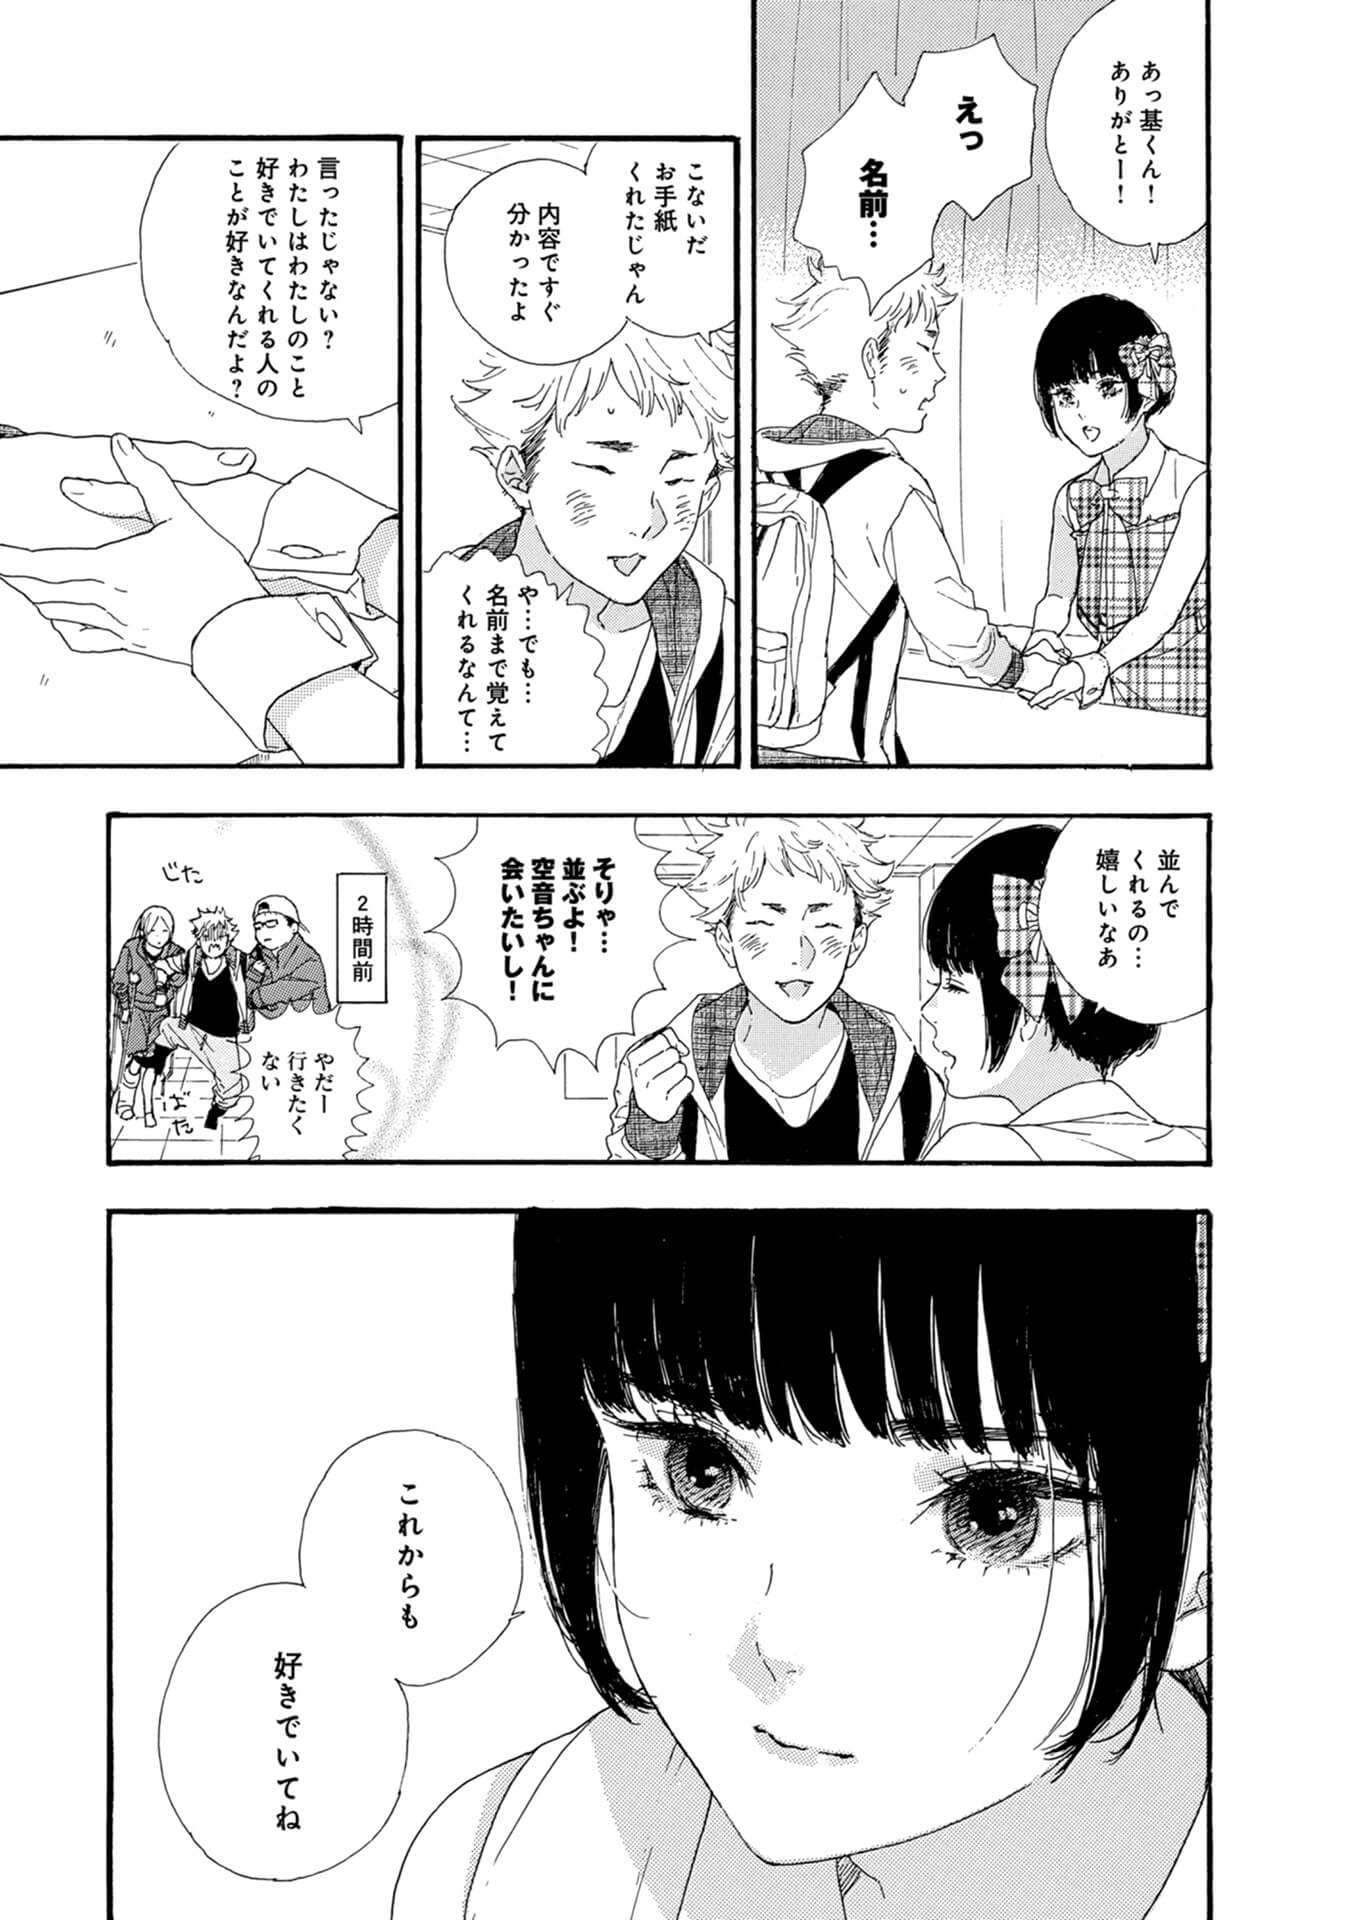 あっ基くん!
ありがとー!
えっ
名前…
こないだ
お手紙
くれたじゃん
内容ですぐ
分かったよ
や…でも…
名前まで覚えて
くれるなんて…
言ったじゃない?
わたしはわたしのこと
好きでいてくれる人の
ことが好きなんだよ?
並んで
くれるの…
嬉しいなあ
そりゃ…
並ぶよ!
空音ちゃんに
会いたいし!
2時間前
じた
やだー
行きたく
ない
ばた
これからも
好きでいてね